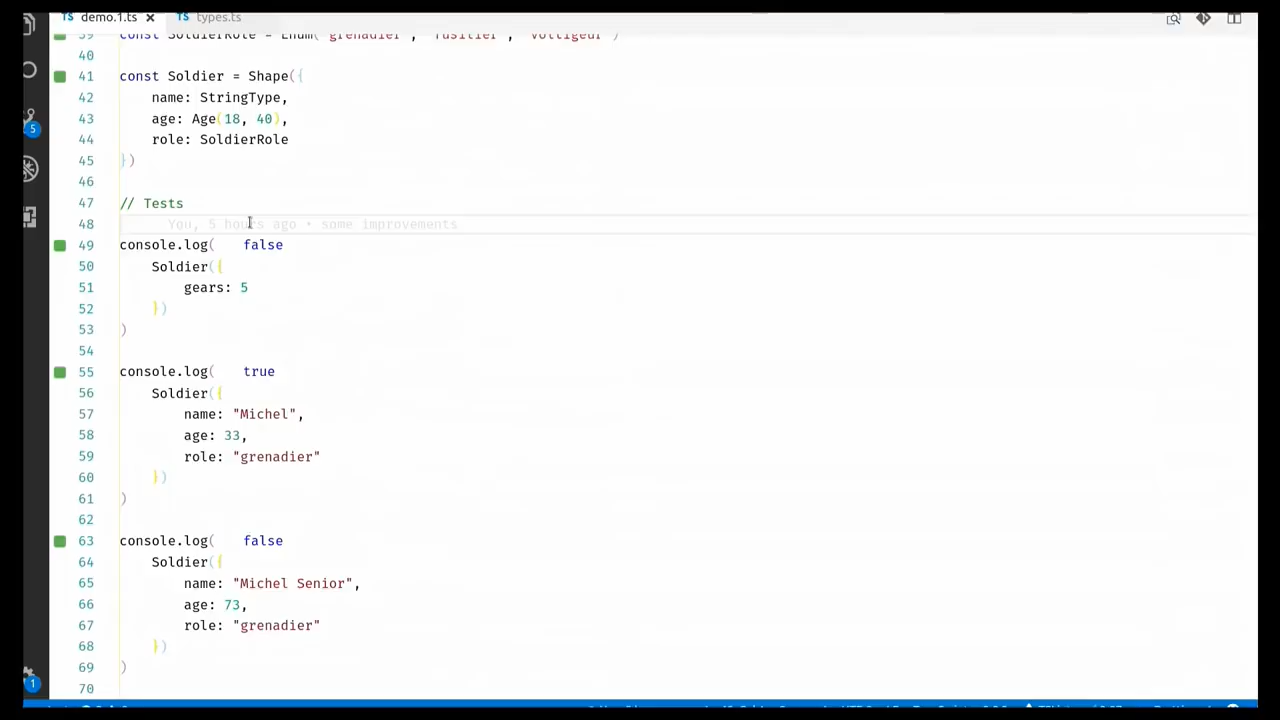 demo.1.ts types.ts
39 const SoldierRole = Enum("grenadier", "fusilier", "voltigeur")
40
41 const Soldier = Shape({
42 name: StringType,
43 age: Age(18, 40),
44 role: SoldierRole
45 })
46
47 // Tests
48 You, 5 hours ago • some improvements
49 console.log( false
50 Soldier({
51 gears: 5
52 })
53 )
54
55 console.log( true
56 Soldier({
57 name: "Michel",
58 age: 33,
59 role: "grenadier"
60 })
61 )
62
63 console.log( false
64 Soldier({
65 name: "Michel Senior",
66 age: 73,
67 role: "grenadier"
68 })
69 )
70
5
1